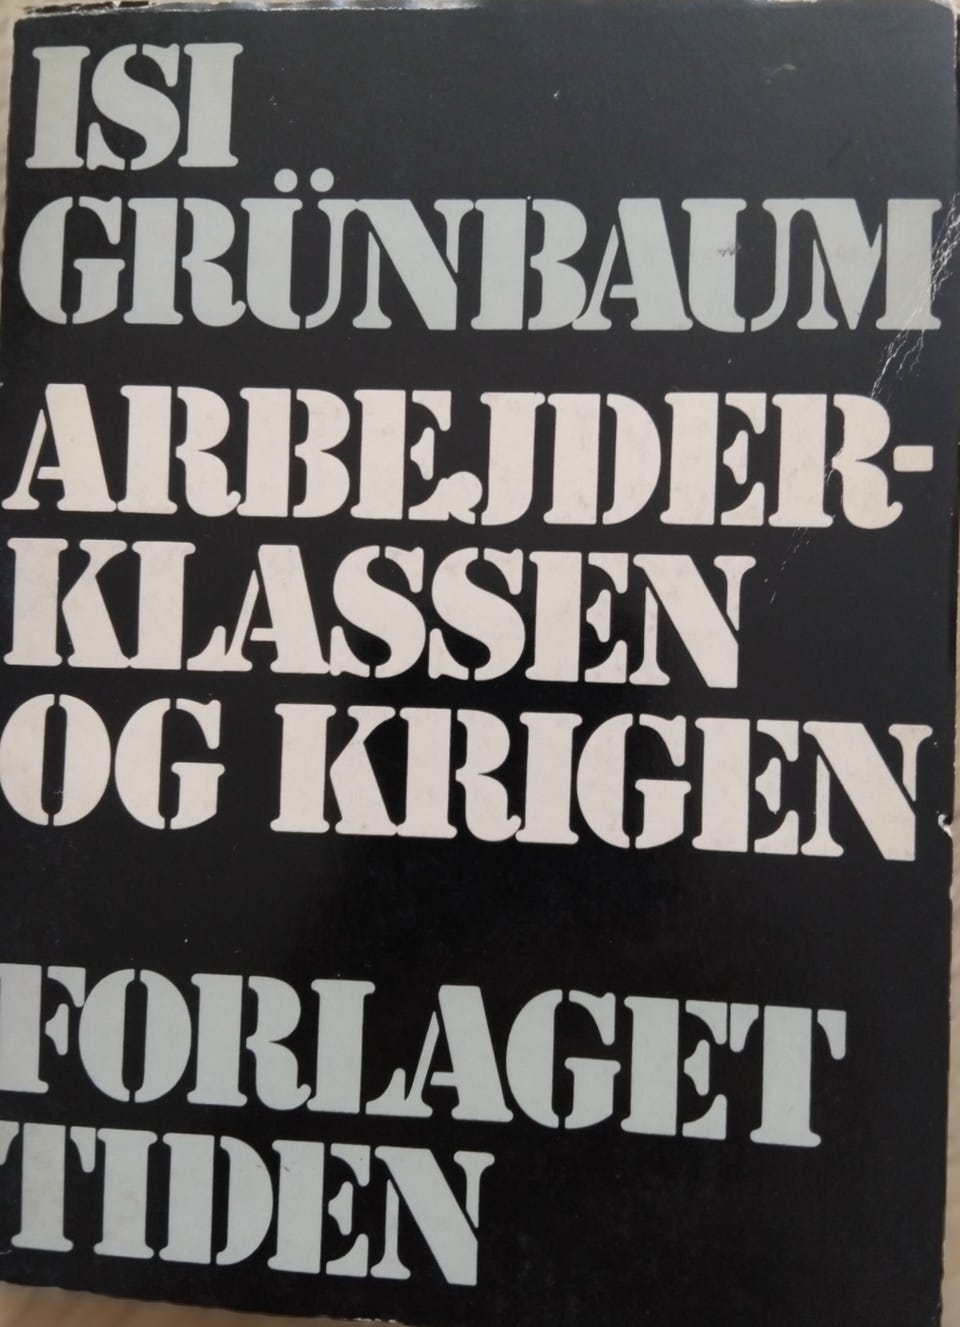 ISI
GRÜNBAUM
ARBEJDER-
KLASSEN
OG KRIGEN
FORLAGET
TIDEN